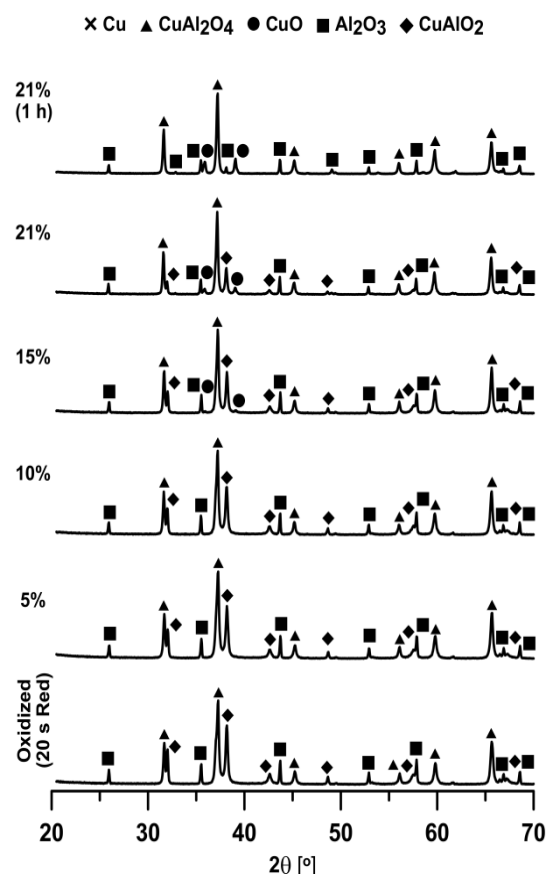 × Cu ▲ CuAl₂O₄ ● CuO ■ Al₂O₃ ◆ CuAlO₂
21%
(1 h)
21%
15%
10%
5%
Oxidized
(20 s Red)
20 30 40 50 60 70
2θ [º]